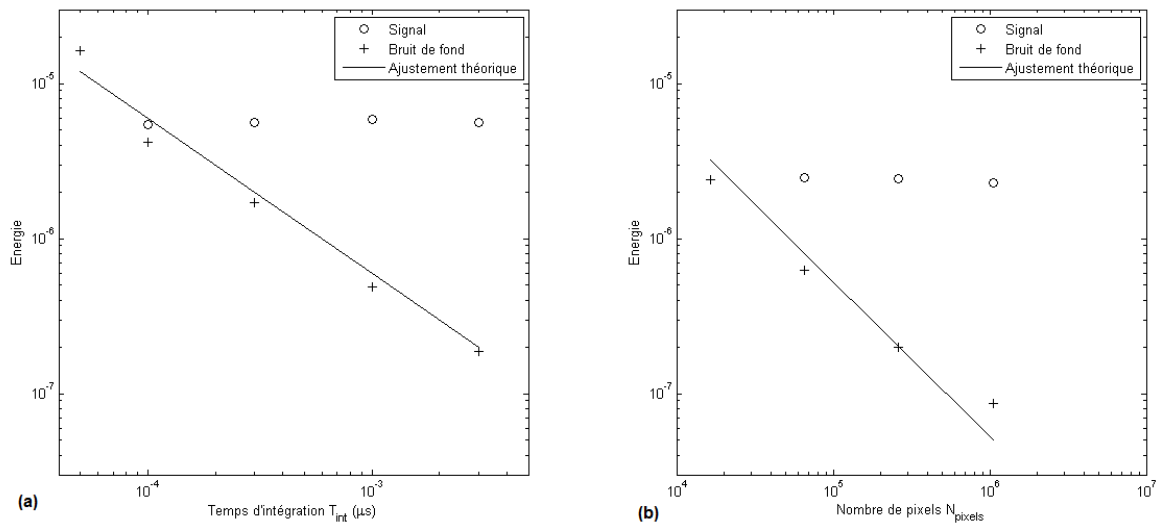 Signal
Bruit de fond
Ajustement théorique
10^-5
10^-6
10^-7
Energie
10^-4
10^-3
Temps d'intégration T_int (μs)
(a)
Signal
Bruit de fond
Ajustement théorique
10^-5
10^-6
10^-7
Energie
10^4
10^5
10^6
10^7
Nombre de pixels N_pixels
(b)